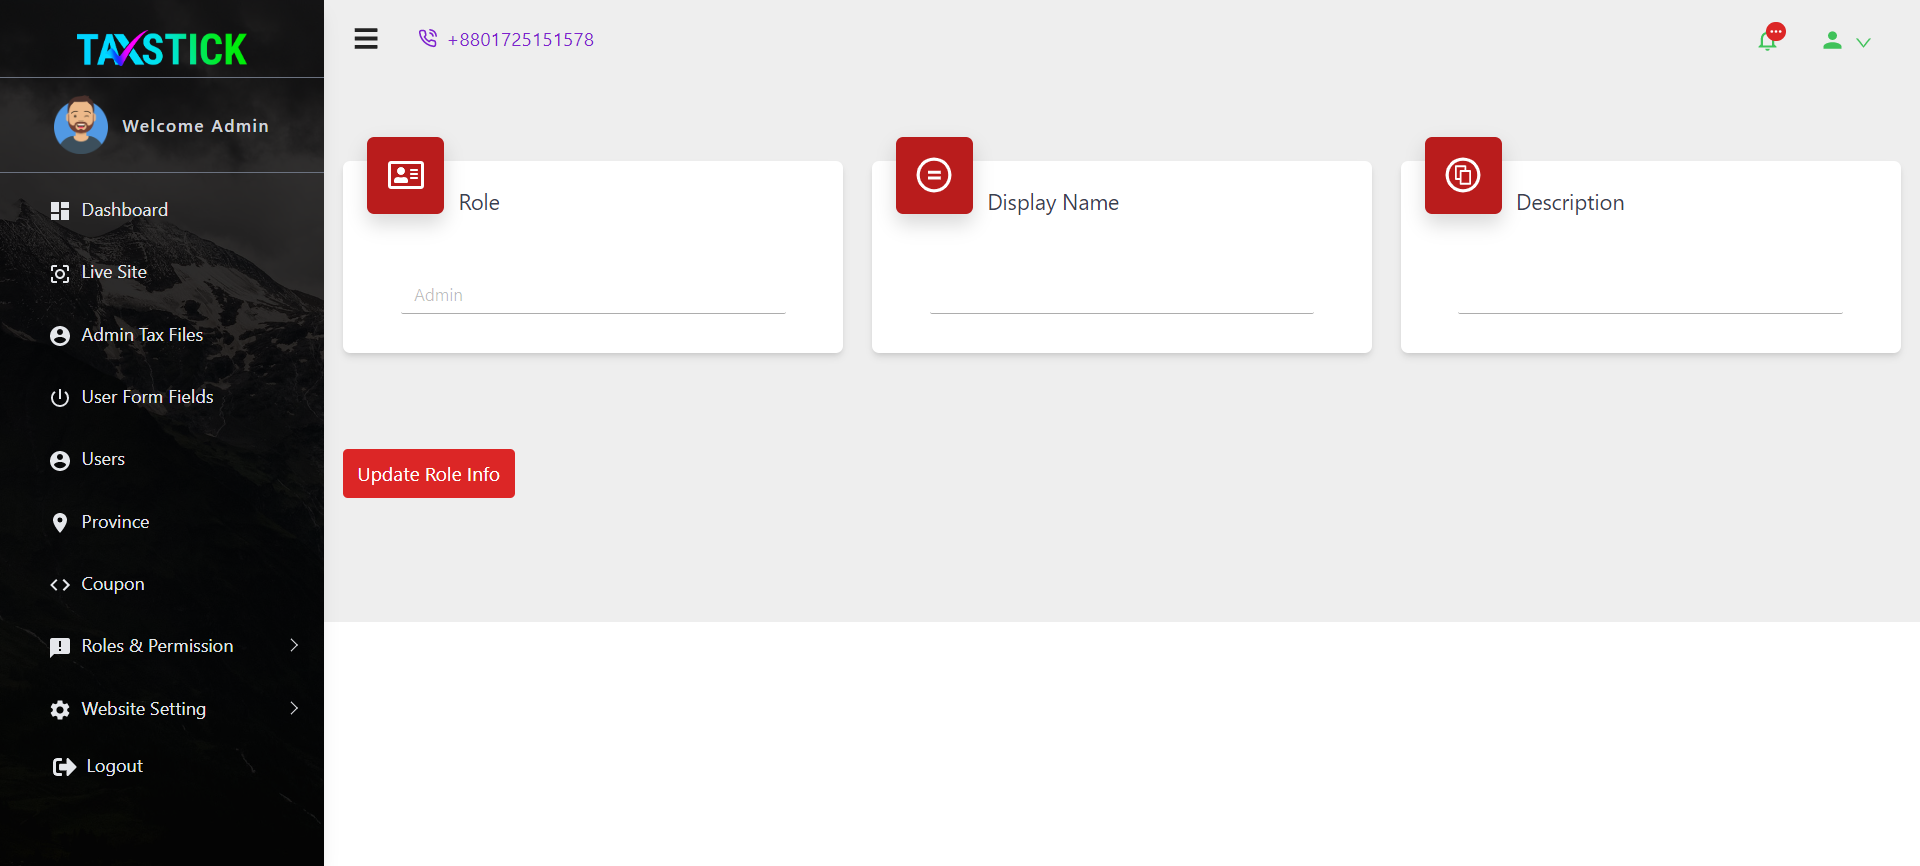 TAXSTICK
+8801725151578
Welcome Admin
Dashboard
Live Site
Admin Tax Files
User Form Fields
Users
Province
Coupon
Roles & Permission
Website Setting
Logout
Role
Admin
Display Name
Description
Update Role Info